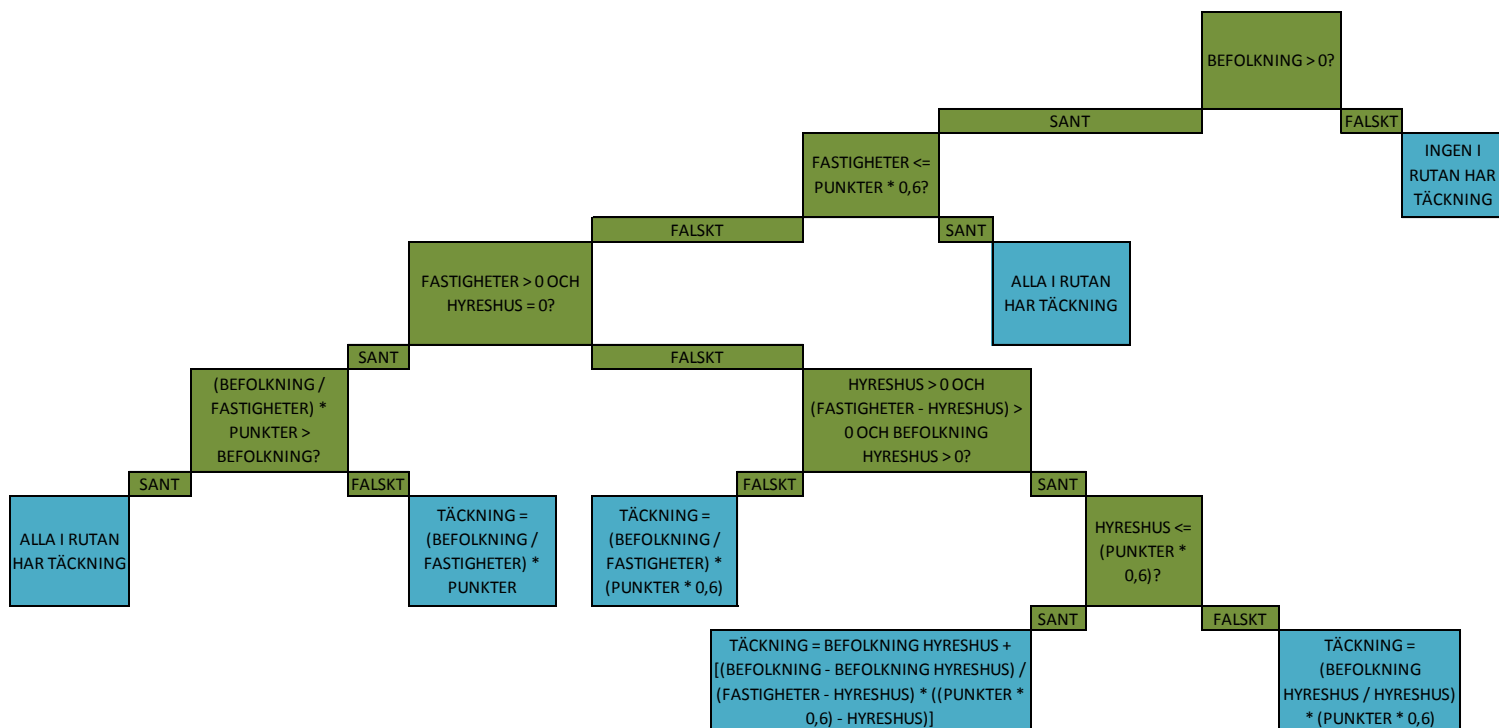 BEFOLKNING > 0?
SANT
FALSKT
FASTIGHETER <=
PUNKTER * 0,6?
INGEN I
RUTAN HAR
TÄCKNING
FALSKT
SANT
FASTIGHETER > 0 OCH
HYRESHUS = 0?
ALLA I RUTAN
HAR TÄCKNING
SANT
FALSKT
(BEFOLKNING /
FASTIGHETER) *
PUNKTER >
BEFOLKNING?
HYRESHUS > 0 OCH
(FASTIGHETER - HYRESHUS) >
0 OCH BEFOLKNING
HYRESHUS > 0?
SANT
FALSKT
FALSKT
SANT
ALLA I RUTAN
HAR TÄCKNING
TÄCKNING =
(BEFOLKNING /
FASTIGHETER) *
PUNKTER
TÄCKNING =
(BEFOLKNING /
FASTIGHETER) *
(PUNKTER * 0,6)
HYRESHUS <=
(PUNKTER *
0,6)?
SANT
FALSKT
TÄCKNING = BEFOLKNING HYRESHUS +
[(BEFOLKNING - BEFOLKNING HYRESHUS) /
(FASTIGHETER - HYRESHUS) * ((PUNKTER *
0,6) - HYRESHUS)]
TÄCKNING =
(BEFOLKNING
HYRESHUS / HYRESHUS)
* (PUNKTER * 0,6)